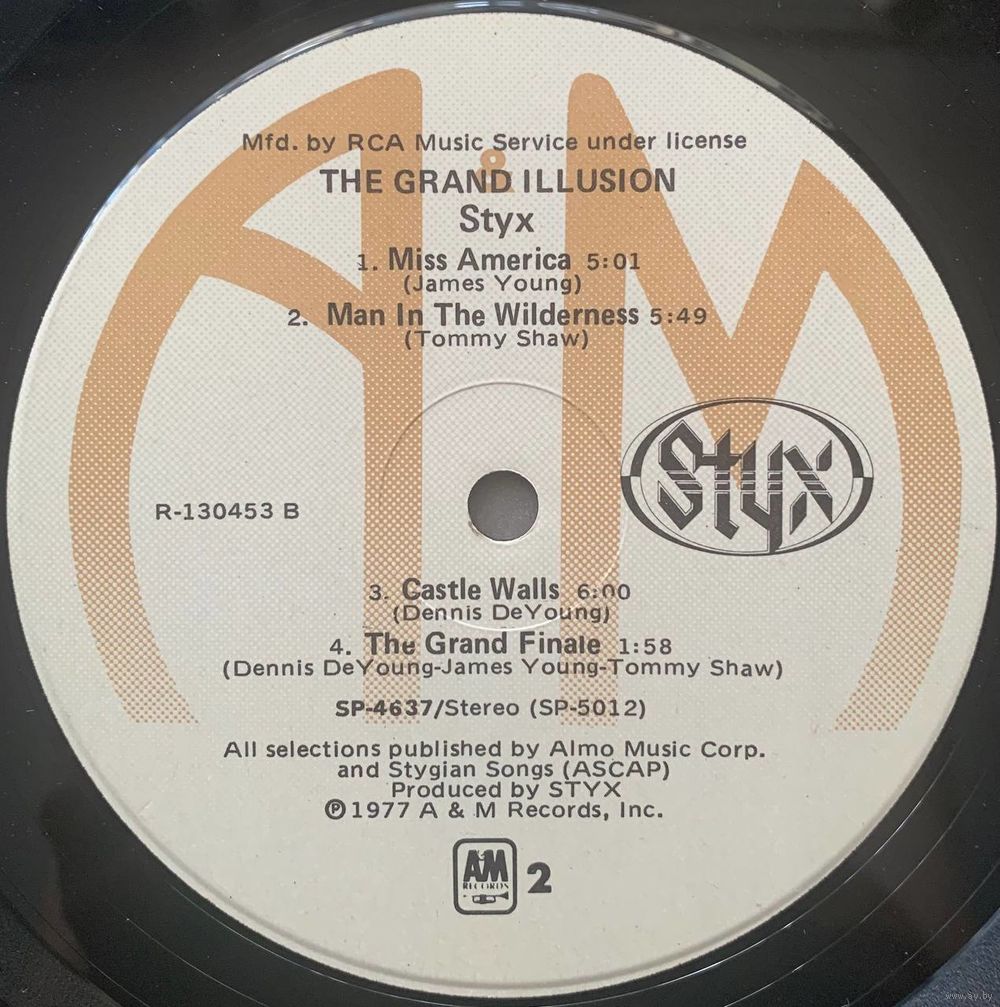 Mfd. by RCA Music Service under license
&
THE GRAND ILLUSION
Styx
1. Miss America 5:01
(James Young)
2. Man In The Wilderness 5:49
(Tommy Shaw)
Styx
R-130453 B
3. Castle Walls 6:00
(Dennis DeYoung)
4. The Grand Finale 1:58
(Dennis DeYoung-James Young-Tommy Shaw)
SP-4637/Stereo (SP-5012)
All selections published by Almo Music Corp.
and Stygian Songs (ASCAP)
Produced by STYX
℗1977 A & M Records, Inc.
A&M
RECORDS
2
www.ay.by